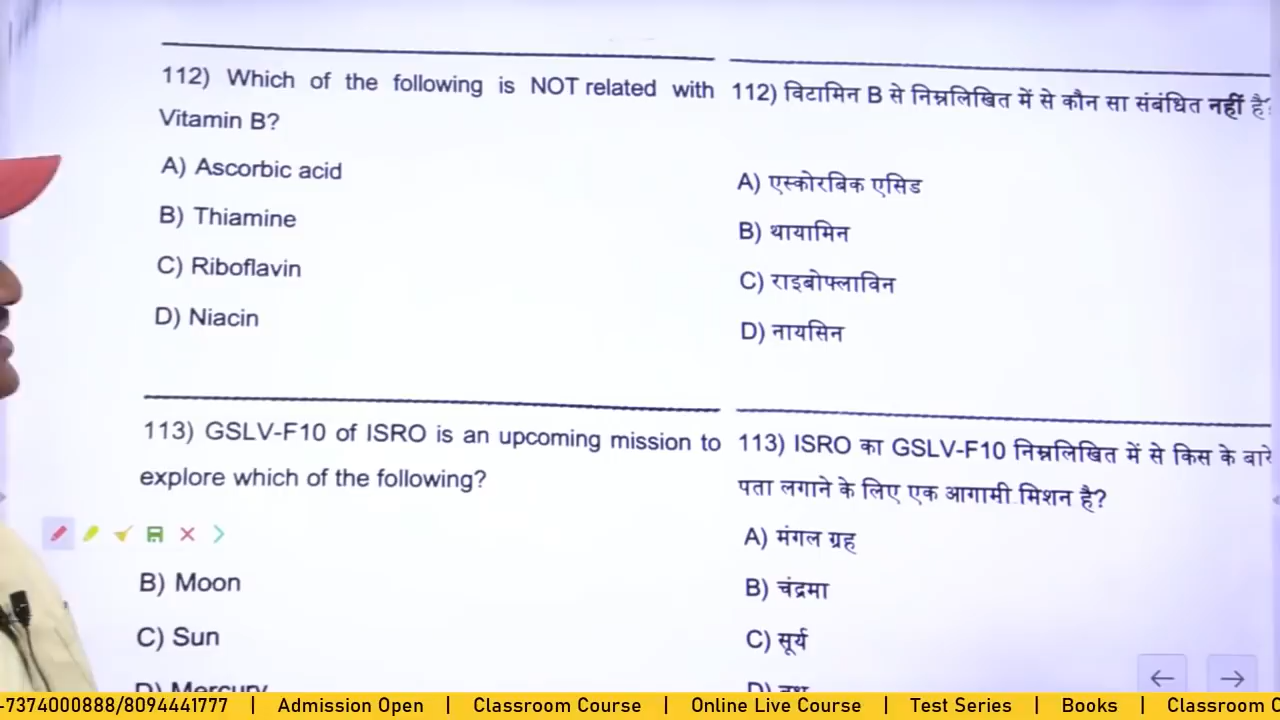 112) Which of the following is NOT related with
Vitamin B?
A) Ascorbic acid
B) Thiamine
C) Riboflavin
D) Niacin
112) विटामिन B से निम्नलिखित में से कौन सा संबंधित नहीं है
A) एस्कोरबिक एसिड
B) थायामिन
C) राइबोफ्लाविन
D) नायसिन
113) GSLV-F10 of ISRO is an upcoming mission to
explore which of the following?
B) Moon
C) Sun
D) Mercury
113) ISRO का GSLV-F10 निम्नलिखित में से किस के बारे
पता लगाने के लिए एक आगामी मिशन है?
A) मंगल ग्रह
B) चंद्रमा
C) सूर्य
D) बुध
-7374000888/8094441777 | Admission Open | Classroom Course | Online Live Course | Test Series | Books | Classroom C